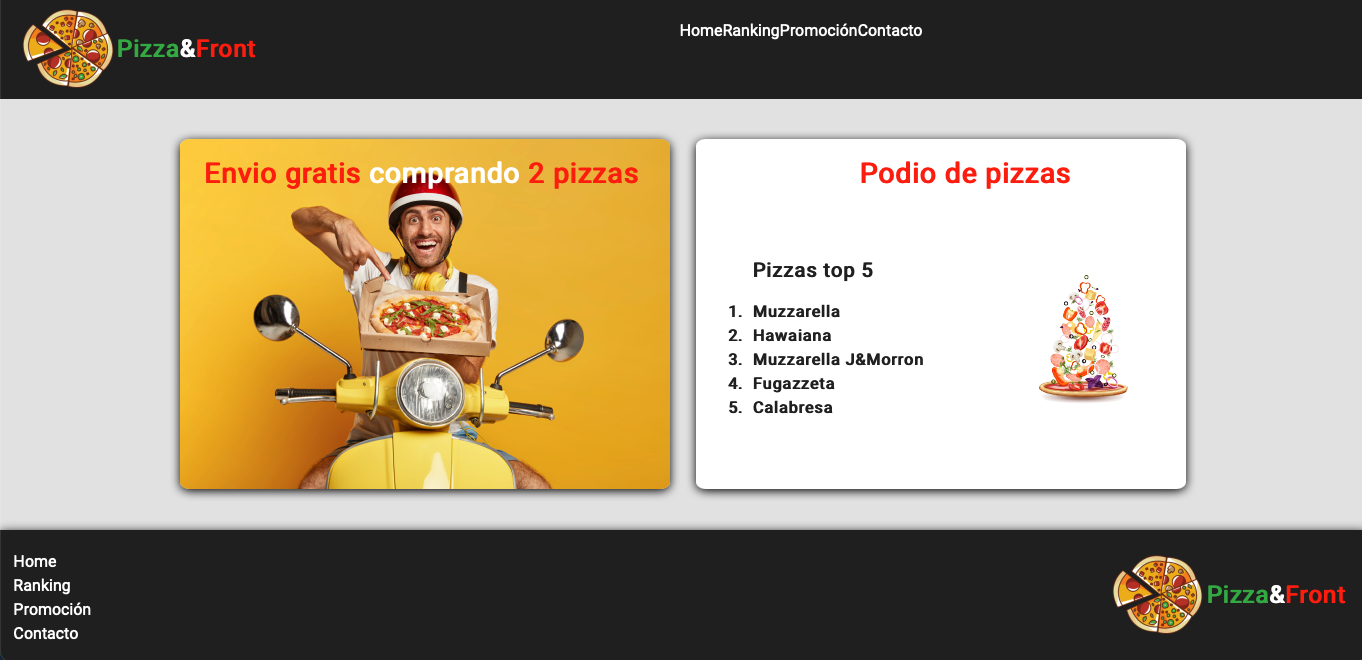 Pizza&Front
HomeRankingPromociónContacto
Envio gratis comprando 2 pizzas
Podio de pizzas
Pizzas top 5
1. Muzzarella
2. Hawaiana
3. Muzzarella J&Morron
4. Fugazzeta
5. Calabresa
Home
Ranking
Promoción
Contacto
Pizza&Front